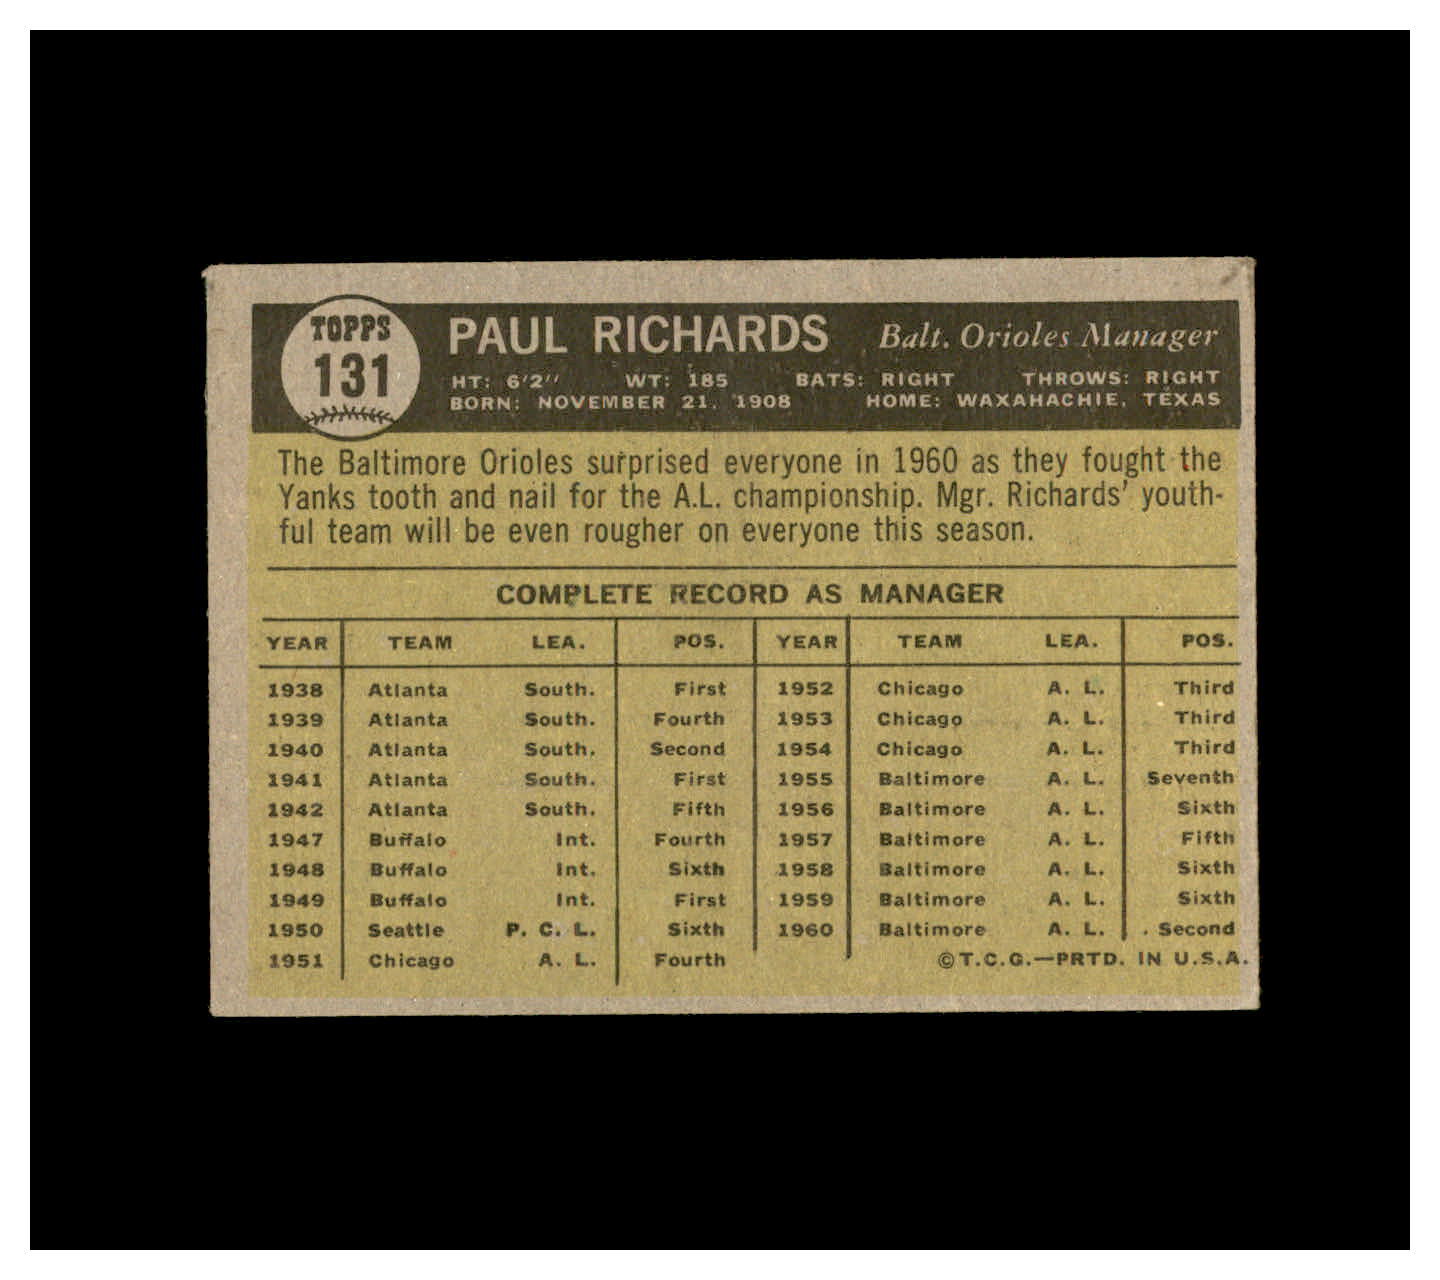 TOPPS
131
PAUL RICHARDS Balt. Orioles Manager
HT: 6'2'' WT: 185 BATS: RIGHT THROWS: RIGHT
BORN: NOVEMBER 21, 1908 HOME: WAXAHACHIE, TEXAS
The Baltimore Orioles surprised everyone in 1960 as they fought the
Yanks tooth and nail for the A.L. championship. Mgr. Richards' youth-
ful team will be even rougher on everyone this season.
COMPLETE RECORD AS MANAGER
YEAR TEAM LEA. POS. YEAR TEAM LEA. POS.
1938 Atlanta South. First 1952 Chicago A. L. Third
1939 Atlanta South. Fourth 1953 Chicago A. L. Third
1940 Atlanta South. Second 1954 Chicago A. L. Third
1941 Atlanta South. First 1955 Baltimore A. L. Seventh
1942 Atlanta South. Fifth 1956 Baltimore A. L. Sixth
1947 Buffalo Int. Fourth 1957 Baltimore A. L. Fifth
1948 Buffalo Int. Sixth 1958 Baltimore A. L. Sixth
1949 Buffalo Int. First 1959 Baltimore A. L. Sixth
1950 Seattle P. C. L. Sixth 1960 Baltimore A. L. Second
1951 Chicago A. L. Fourth ©T.C.G.—PRTD. IN U.S.A.